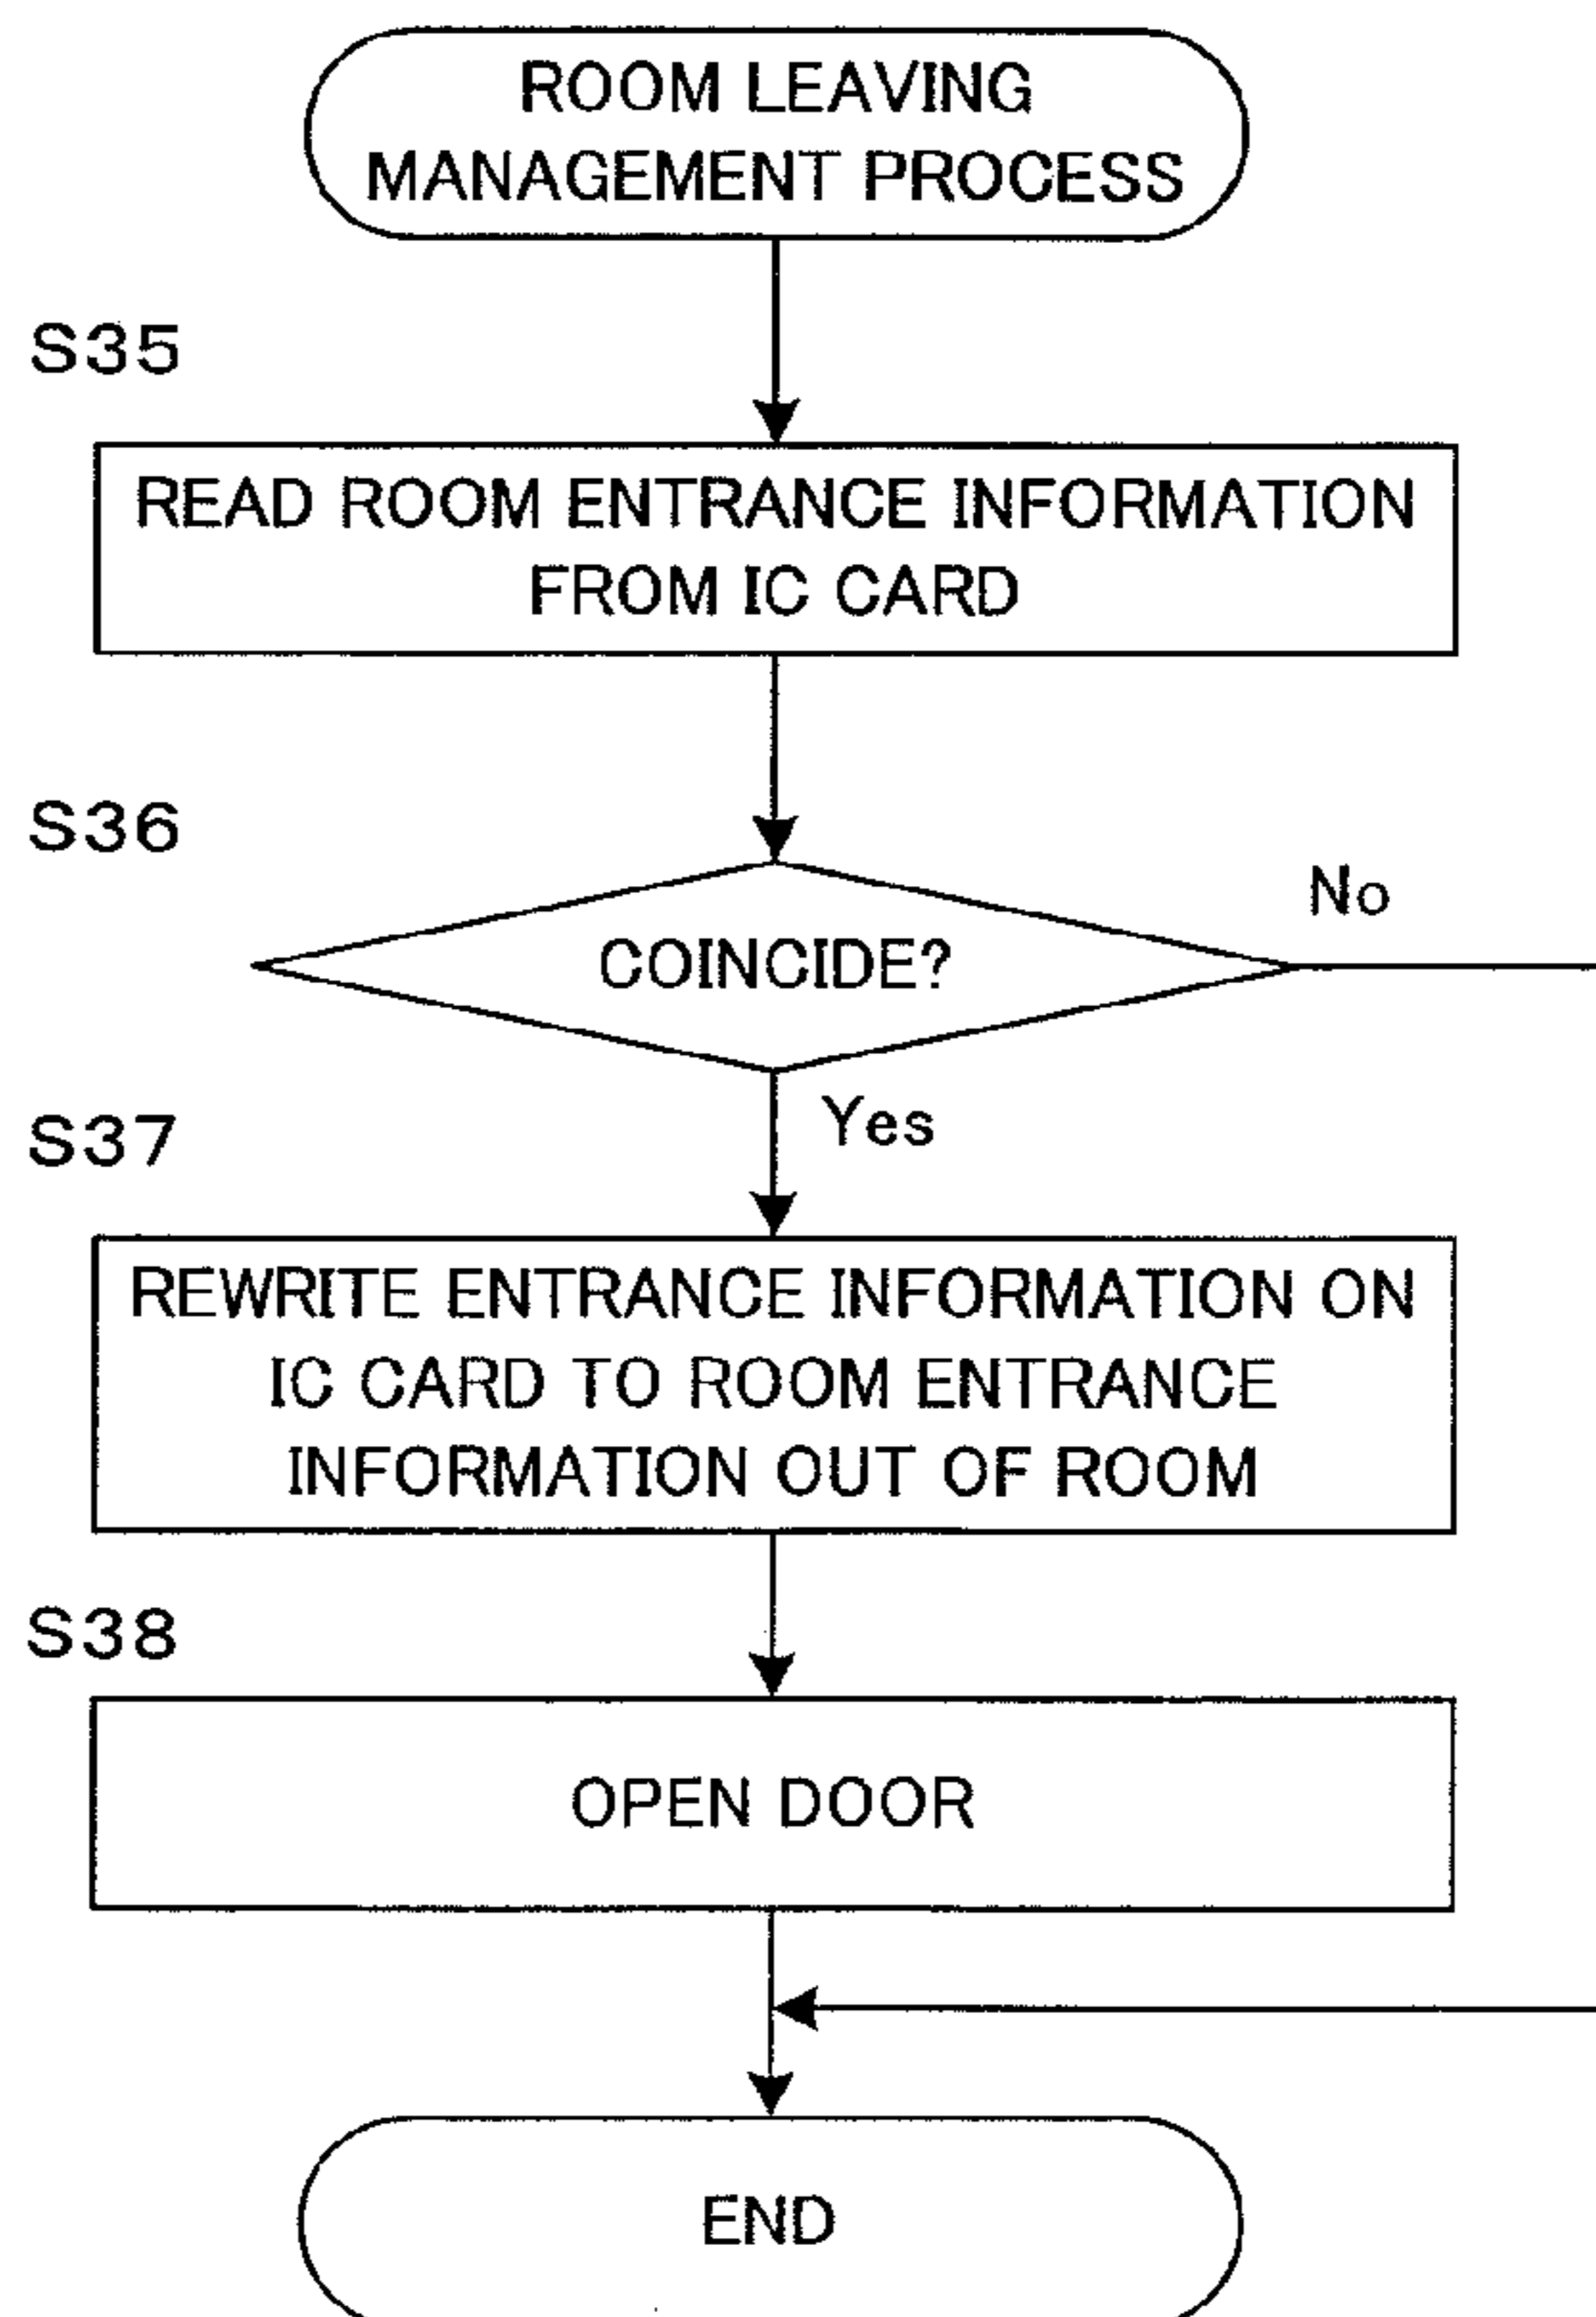 ROOM LEAVING
MANAGEMENT PROCESS
S35
READ ROOM ENTRANCE INFORMATION
FROM IC CARD
S36
No
COINCIDE?
Yes
S37
REWRITE ENTRANCE INFORMATION ON
IC CARD TO ROOM ENTRANCE
INFORMATION OUT OF ROOM
S38
OPEN DOOR
END